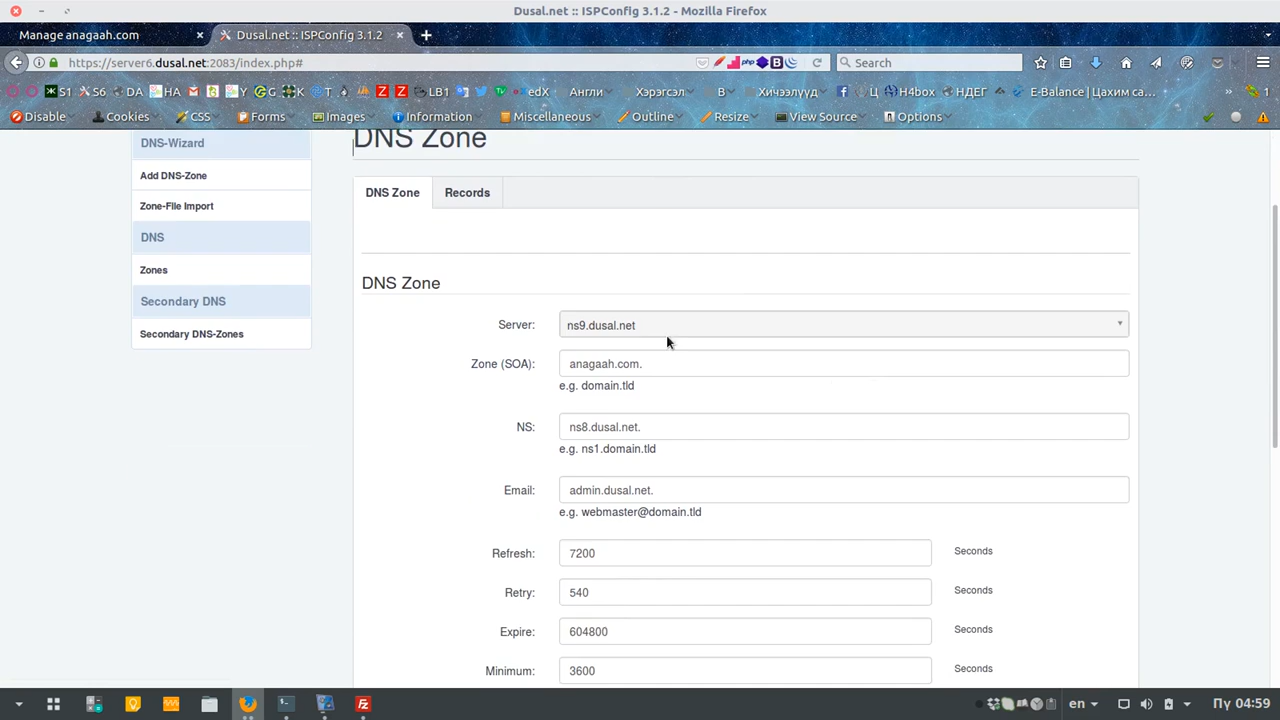 Dusal.net :: ISPConfig 3.1.2 - Mozilla Firefox
Manage anagaah.com × Dusal.net :: ISPConfig 3.1.2 × +
https://server6.dusal.net:2083/index.php# Search
S1 S6 DA HA G K T Z Z LB1 edX Англи Хэрэгсэл В Хичээлүүд Ц H4box НДЕГ E-Balance | Цахим са… » 1
Disable Cookies CSS Forms Images Information Miscellaneous Outline Resize View Source Options
DNS-Wizard
Add DNS-Zone
Zone-File Import
DNS
Zones
Secondary DNS
Secondary DNS-Zones
DNS Zone
DNS Zone Records
DNS Zone
Server: ns9.dusal.net
Zone (SOA): anagaah.com.
e.g. domain.tld
NS: ns8.dusal.net.
e.g. ns1.domain.tld
Email: admin.dusal.net.
e.g. webmaster@domain.tld
Refresh: 7200 Seconds
Retry: 540 Seconds
Expire: 604800 Seconds
Minimum: 3600 Seconds
en Пү 04:59